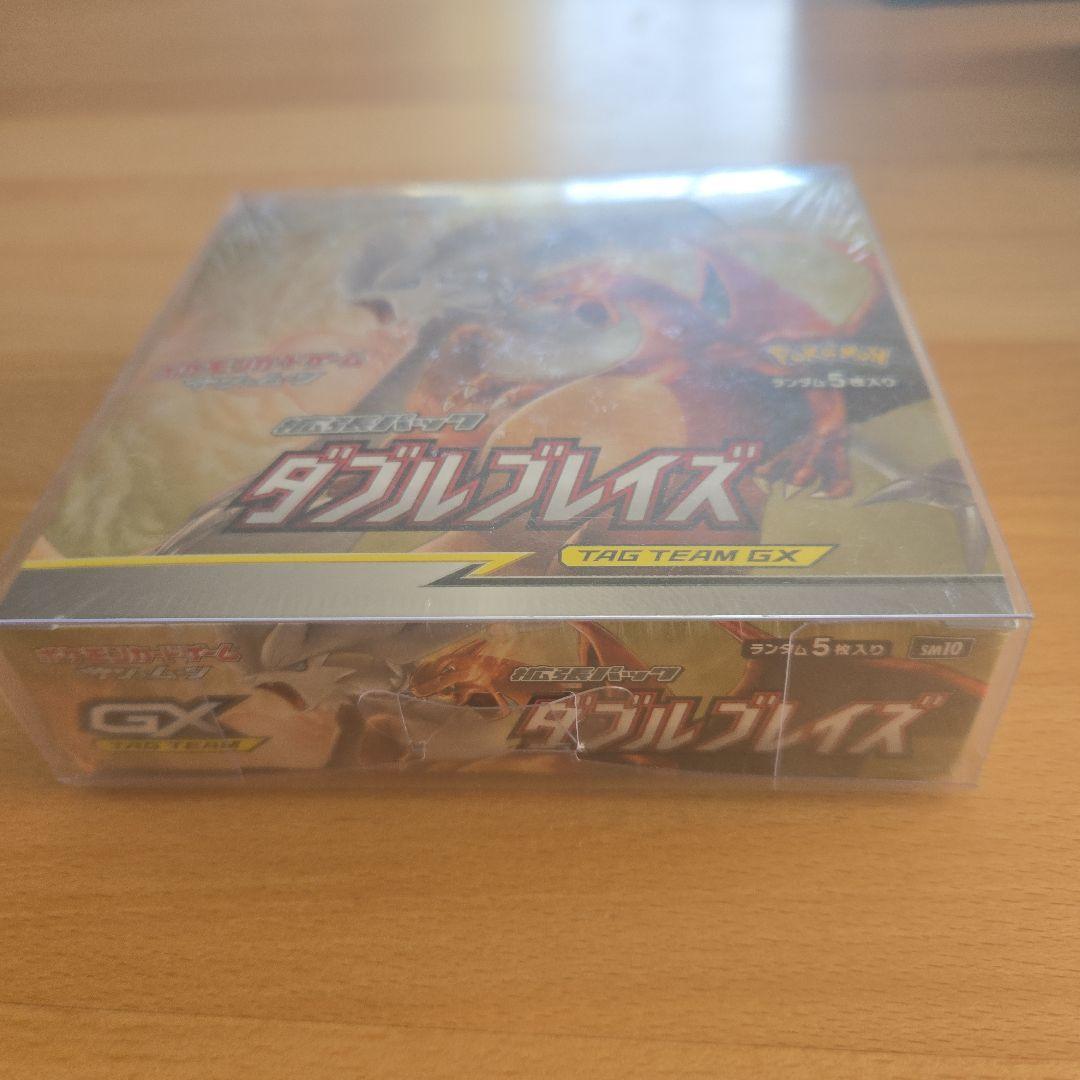 ポケモンカードゲーム
サン&ムーン
Pokémon
ランダム5枚入り
拡張パック
ダブルブレイズ
TAG TEAM GX
ポケモンカードゲーム
サン&ムーン
GX
TAG TEAM
拡張パック
ダブルブレイズ
ランダム5枚入り
SM10